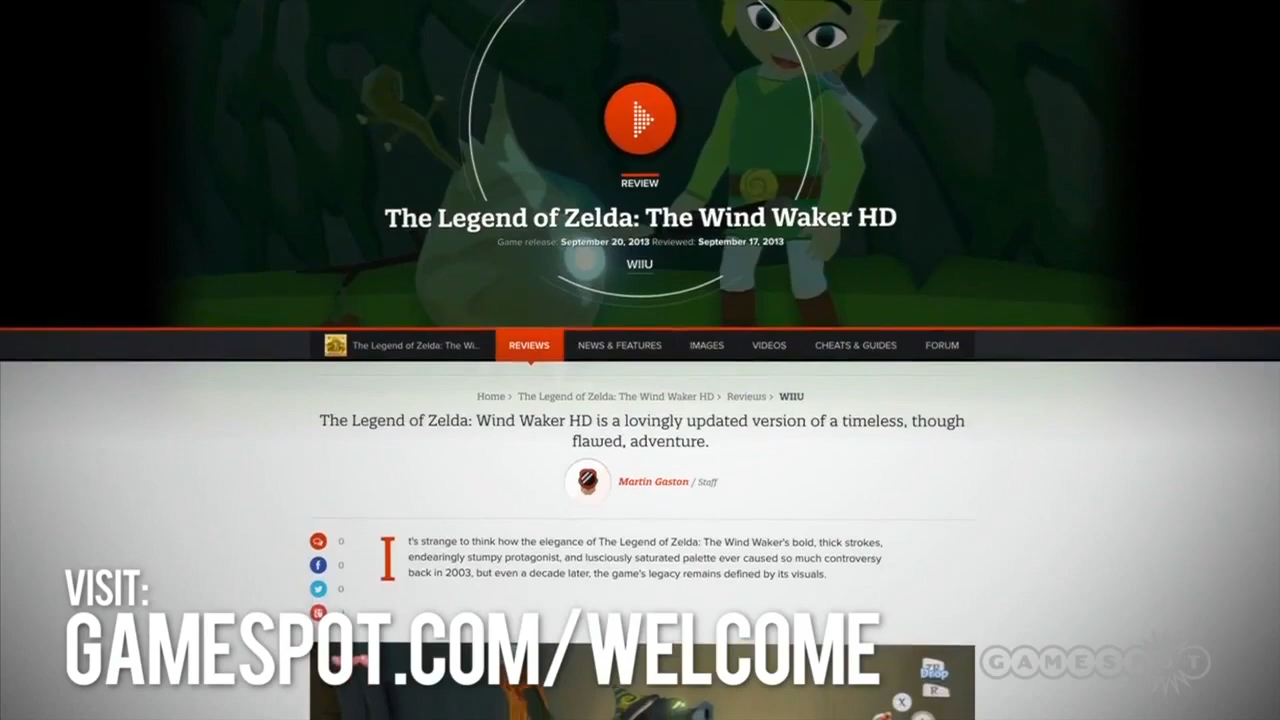 REVIEW
The Legend of Zelda: The Wind Waker HD
Game release: September 20, 2013 Reviewed: September 17, 2013
WIIU
The Legend of Zelda: The Wi... REVIEWS NEWS & FEATURES IMAGES VIDEOS CHEATS & GUIDES FORUM
Home > The Legend of Zelda: The Wind Waker HD > Reviews > WIIU
The Legend of Zelda: Wind Waker HD is a lovingly updated version of a timeless, though
flawed, adventure.
Martin Gaston / Staff
0
It's strange to think how the elegance of The Legend of Zelda: The Wind Waker's bold, thick strokes,
0
endearingly stumpy protagonist, and lusciously saturated palette ever caused so much controversy
0
back in 2003, but even a decade later, the game's legacy remains defined by its visuals.
VISIT:
GAMESPOT.COM/WELCOME
GAMESPOT
ZR
Drop
R
X